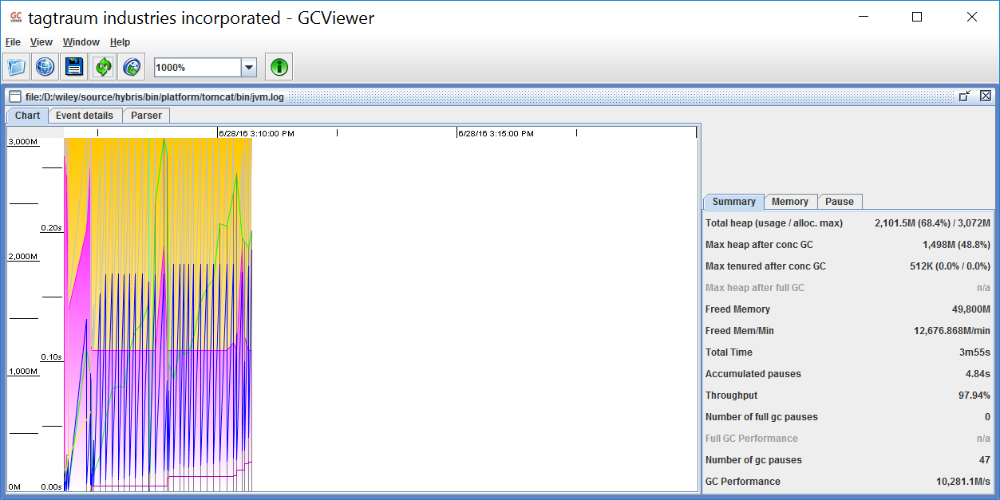 GC VIEWER tagtraum industries incorporated - GCViewer
File View Window Help
1000%
file:/D:/wiley/source/hybris/bin/platform/tomcat/bin/jvm.log
Chart Event details Parser
6/28/16 3:10:00 PM 6/28/16 3:15:00 PM
3,000M
0.20s
2,000M
0.10s
1,000M
0M 0.00s
Summary Memory Pause
Total heap (usage / alloc. max) 2,101.5M (68.4%) / 3,072M
Max heap after conc GC 1,498M (48.8%)
Max tenured after conc GC 512K (0.0% / 0.0%)
Max heap after full GC n/a
Freed Memory 49,800M
Freed Mem/Min 12,676.868M/min
Total Time 3m55s
Accumulated pauses 4.84s
Throughput 97.94%
Number of full gc pauses 0
Full GC Performance n/a
Number of gc pauses 47
GC Performance 10,281.1M/s